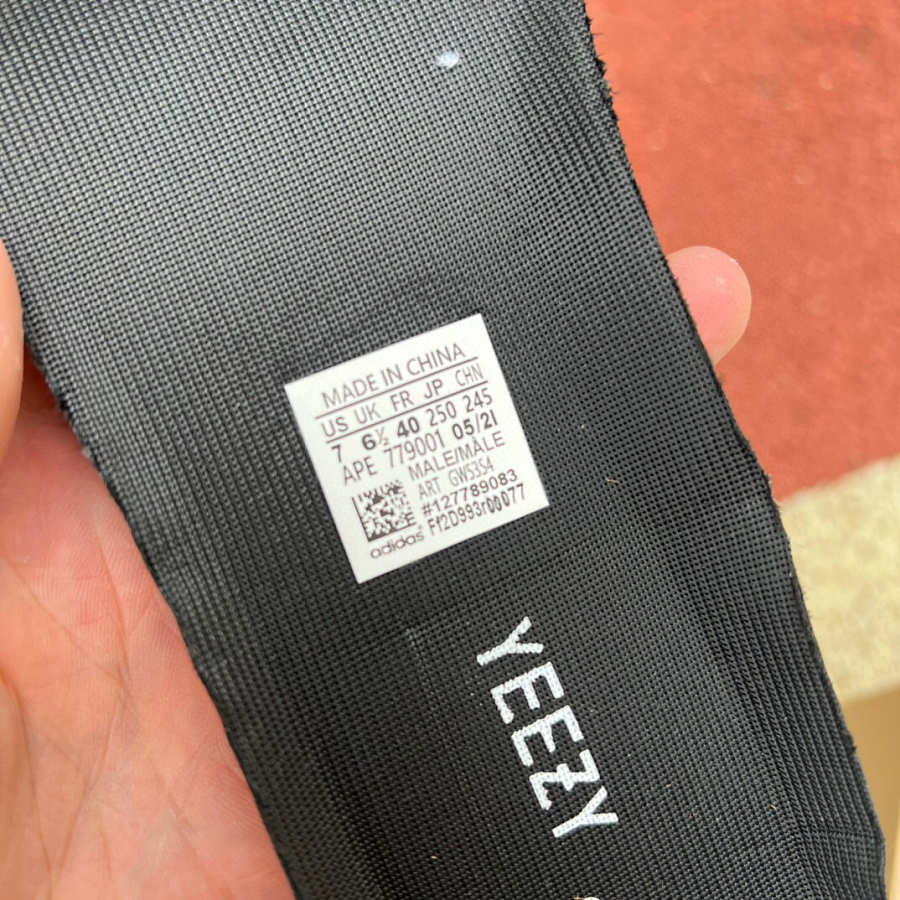 MADE IN CHINA
US UK FR JP CHN
7 6½ 40 250 245
APE 779001 05/21
MALE/MALE
ART GW5354
#127789083
Ff2D993r00077
adidas
YEEZY